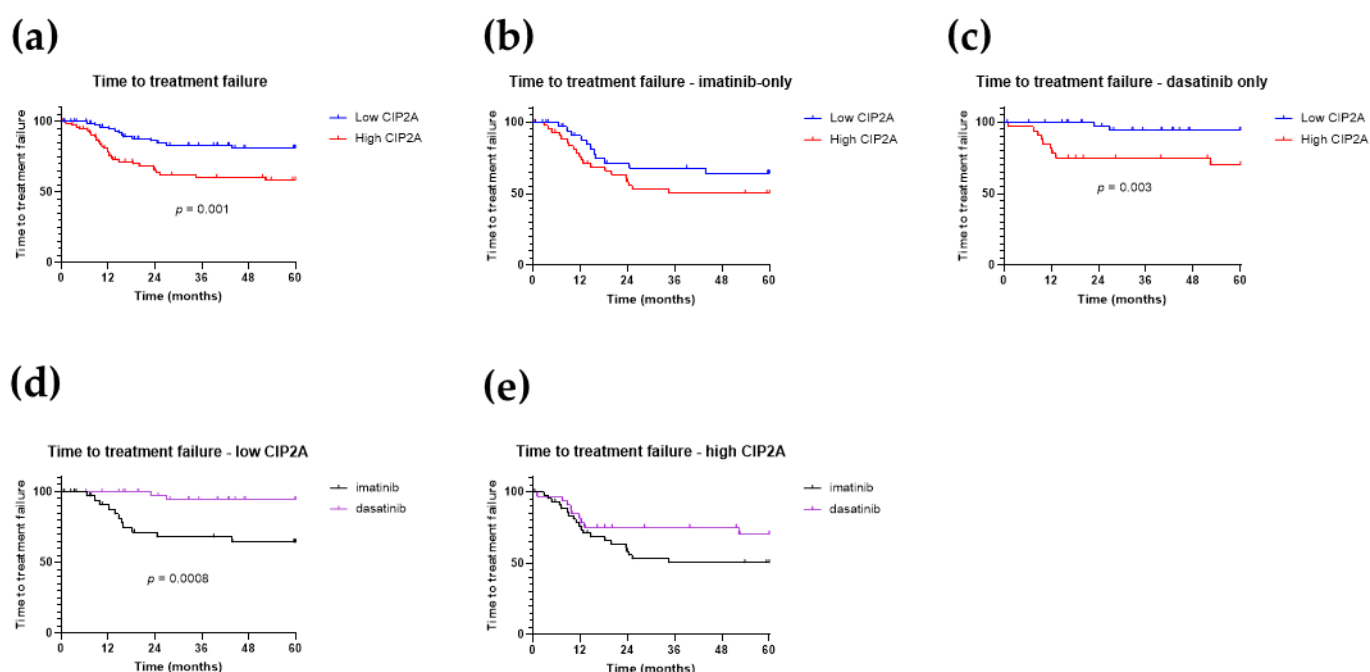 (a)
Time to treatment failure
Time to treatment failure
100
50
0
0 12 24 36 48 60
Time (months)
Low CIP2A
High CIP2A
p = 0.001
(b)
Time to treatment failure - imatinib-only
Time to treatment failure
100
50
0
0 12 24 36 48 60
Time (months)
Low CIP2A
High CIP2A
(c)
Time to treatment failure - dasatinib only
Time to treatment failure
100
50
0
0 12 24 36 48 60
Time (months)
Low CIP2A
High CIP2A
p = 0.003
(d)
Time to treatment failure - low CIP2A
Time to treatment failure
100
50
0
0 12 24 36 48 60
Time (months)
imatinib
dasatinib
p = 0.0008
(e)
Time to treatment failure - high CIP2A
Time to treatment failure
100
50
0
0 12 24 36 48 60
Time (months)
imatinib
dasatinib